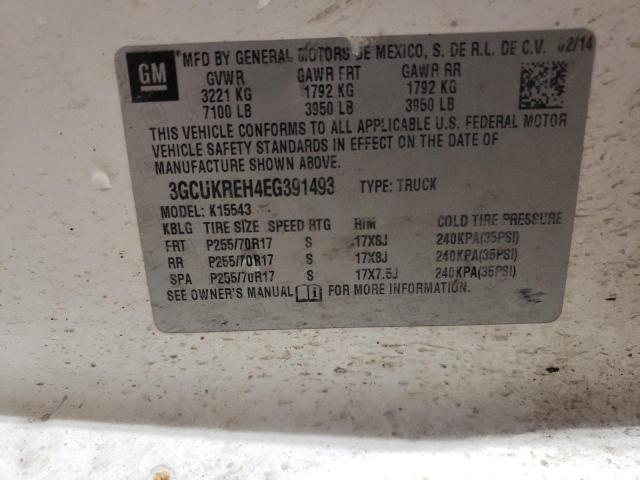 GM
MFD BY GENERAL MOTORS DE MEXICO, S. DE R.L. DE C.V. 02/14
GVWR GAWR FRT GAWR RR
3221 KG 1792 KG 1792 KG
7100 LB 3950 LB 3950 LB
THIS VEHICLE CONFORMS TO ALL APPLICABLE U.S. FEDERAL MOTOR
VEHICLE SAFETY STANDARDS IN EFFECT ON THE DATE OF
MANUFACTURE SHOWN ABOVE.
3GCUKREH4EG391493 TYPE: TRUCK
MODEL: K15543
KBLG TIRE SIZE SPEED RTG RIM COLD TIRE PRESSURE
FRT P255/70R17 S 17X8J 240KPA(35PSI)
RR P255/70R17 S 17X8J 240KPA(35PSI)
SPA P255/70R17 S 17X7.5J 240KPA(35PSI)
SEE OWNER'S MANUAL FOR MORE INFORMATION.